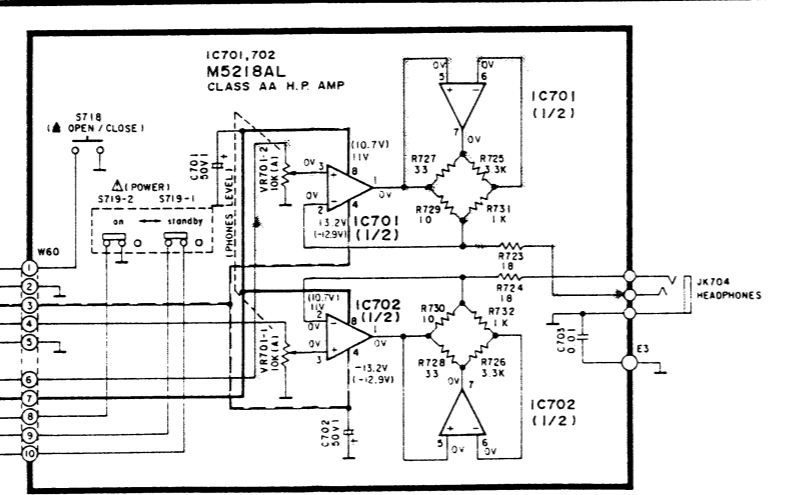 IC701,702
M5218AL
CLASS AA H.P. AMP
0V 0V
5 6
+ −
IC701
(1/2)
7
0V
S718
(⚠ OPEN/CLOSE)
C701
50V1
+
(PHONES LEVEL)
VR701-2
10K(A)
(10.7V)
11V
0V 3
8
1
0V
+
−
0V
2
4
13.2V
(−12.9V)
IC701
(1/2)
R727
33
R725
3.3K
R729
10
R731
1K
⚠(POWER)
S719-2 S719-1
on ↔ standby
W60
1
2
3
4
5
6
7
8
9
10
R723
18
R724
18
JK704
HEADPHONES
(10.7V)
11V
IC702
(1/2)
2
0V
8
1
0V
−
+
0V
3
4
VR701-1
10K(A)
−13.2V
(−12.9V)
R730
10
R732
1K
R728
33
R726
3.3K
0V 7
IC702
(1/2)
+ −
5 6
0V 0V
C702
50V1
+
C703
0.01
E3